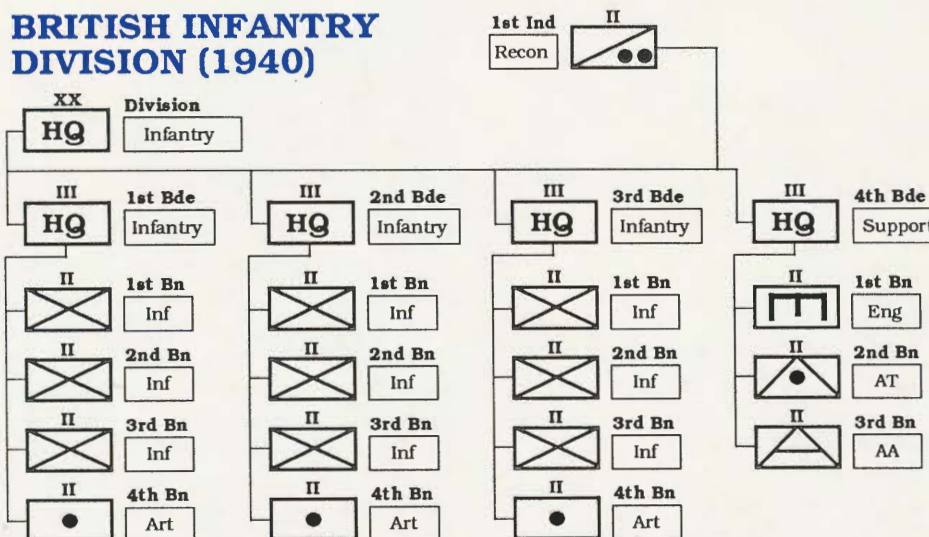 BRITISH INFANTRY
DIVISION (1940)
1st Ind
II
Recon
XX
Division
HQ
Infantry
III
1st Bde
HQ
Infantry
II
1st Bn
Inf
II
2nd Bn
Inf
II
3rd Bn
Inf
II
4th Bn
Art
III
2nd Bde
HQ
Infantry
II
1st Bn
Inf
II
2nd Bn
Inf
II
3rd Bn
Inf
II
4th Bn
Art
III
3rd Bde
HQ
Infantry
II
1st Bn
Inf
II
2nd Bn
Inf
II
3rd Bn
Inf
II
4th Bn
Art
III
4th Bde
HQ
Support
II
1st Bn
Eng
II
2nd Bn
AT
II
3rd Bn
AA